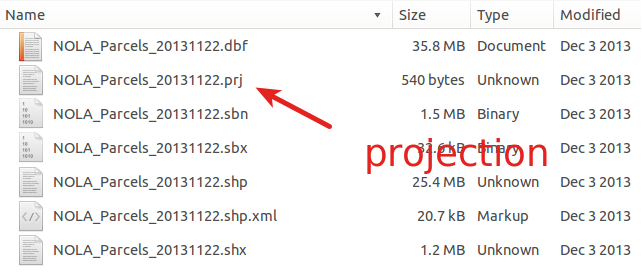 Name Size Type Modified
NOLA_Parcels_20131122.dbf 35.8 MB Document Dec 3 2013
NOLA_Parcels_20131122.prj 540 bytes Unknown Dec 3 2013
NOLA_Parcels_20131122.sbn 1.5 MB Binary Dec 3 2013
NOLA_Parcels_20131122.sbx 32.6 kB Binary Dec 3 2013
projection
NOLA_Parcels_20131122.shp 25.4 MB Unknown Dec 3 2013
NOLA_Parcels_20131122.shp.xml 20.7 kB Markup Dec 3 2013
NOLA_Parcels_20131122.shx 1.2 MB Unknown Dec 3 2013